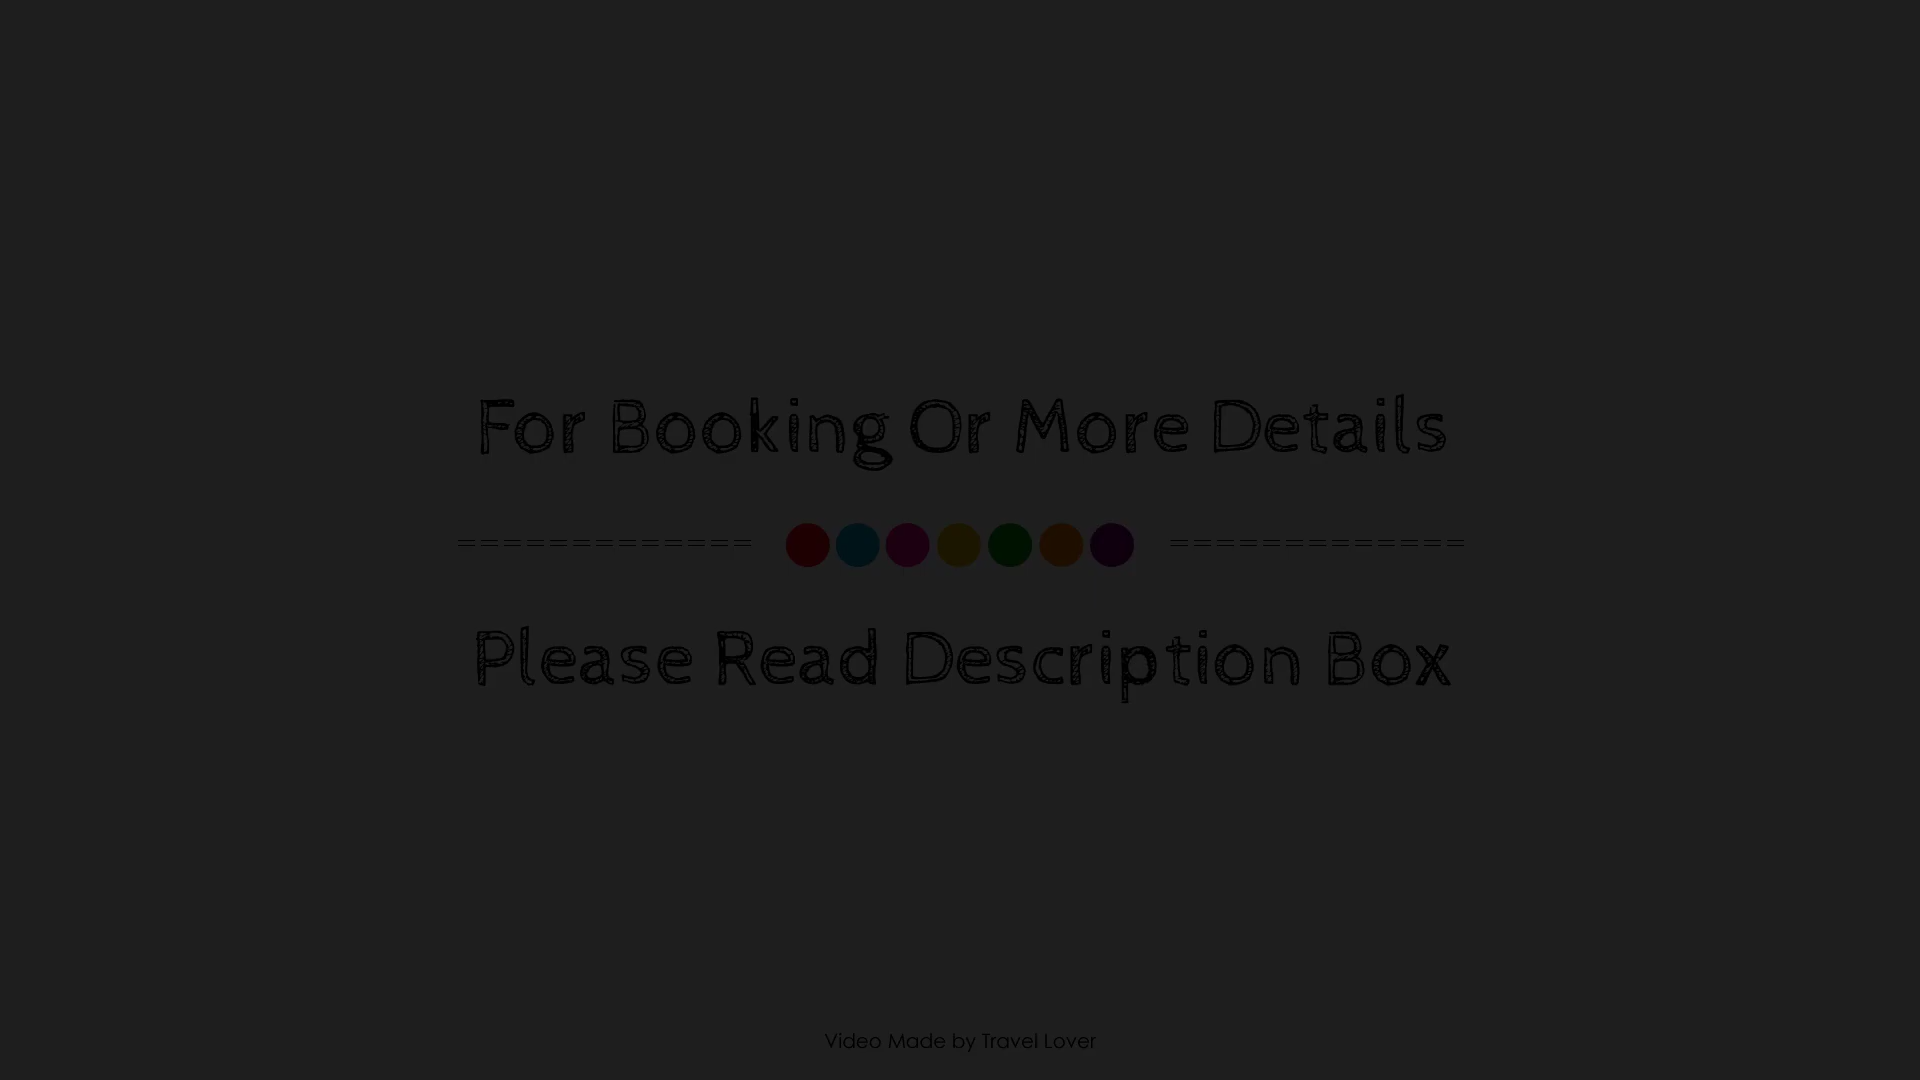 For Booking Or More Details
============= =============
Please Read Description Box
Video Made by Travel Lover